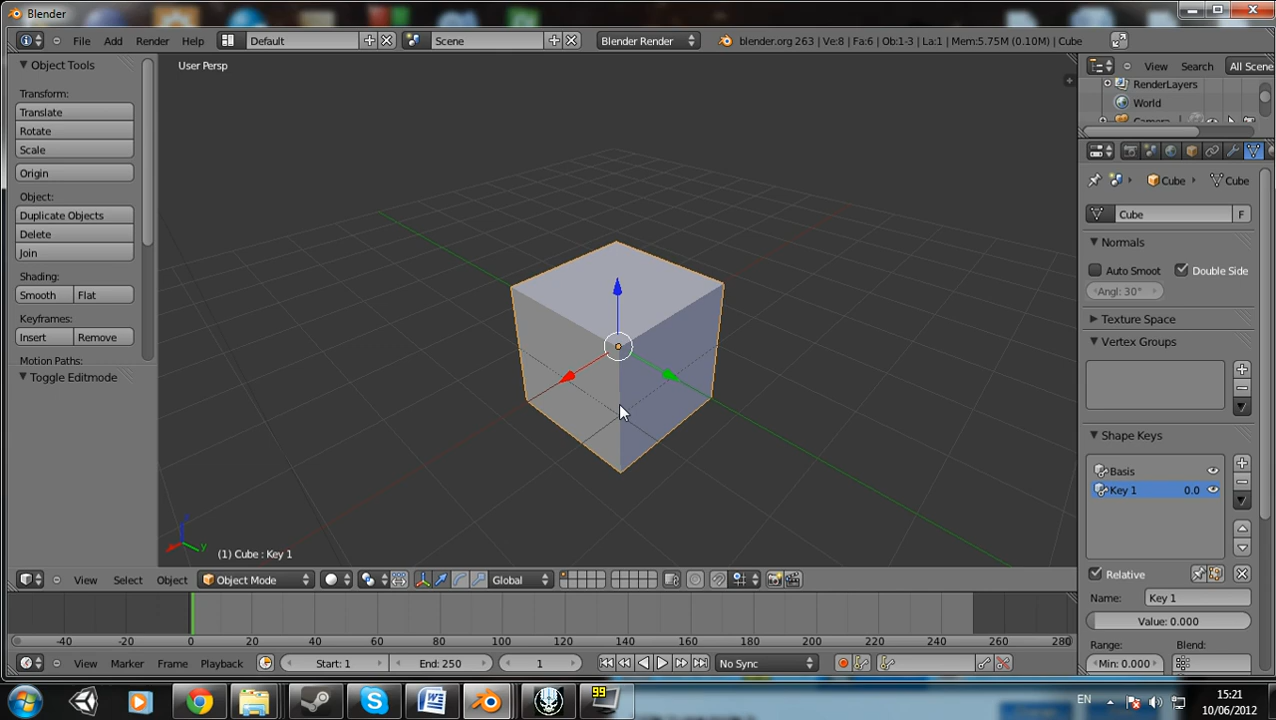 Blender
File Add Render Help Default Scene Blender Render blender.org 263 | Ve:8 | Fa:6 | Ob:1-3 | La:1 | Mem:5.75M (0.10M) | Cube
Object Tools
Transform:
Translate
Rotate
Scale
Origin
Object:
Duplicate Objects
Delete
Join
Shading:
Smooth Flat
Keyframes:
Insert Remove
Motion Paths:
Toggle Editmode
User Persp
(1) Cube : Key 1
View Search All Scene
RenderLayers
World
Camera
Cube Cube
Cube F
Normals
Auto Smoot Double Side
Angl: 30°
Texture Space
Vertex Groups
Shape Keys
Basis
Key 1 0.0
Relative
Name: Key 1
Value: 0.000
Range: Blend:
Min: 0.000
View Select Object Object Mode Global
-40 -20 0 20 40 60 80 100 120 140 160 180 200 220 240 260 280
View Marker Frame Playback Start: 1 End: 250 1 No Sync
99
EN
15:21
10/06/2012